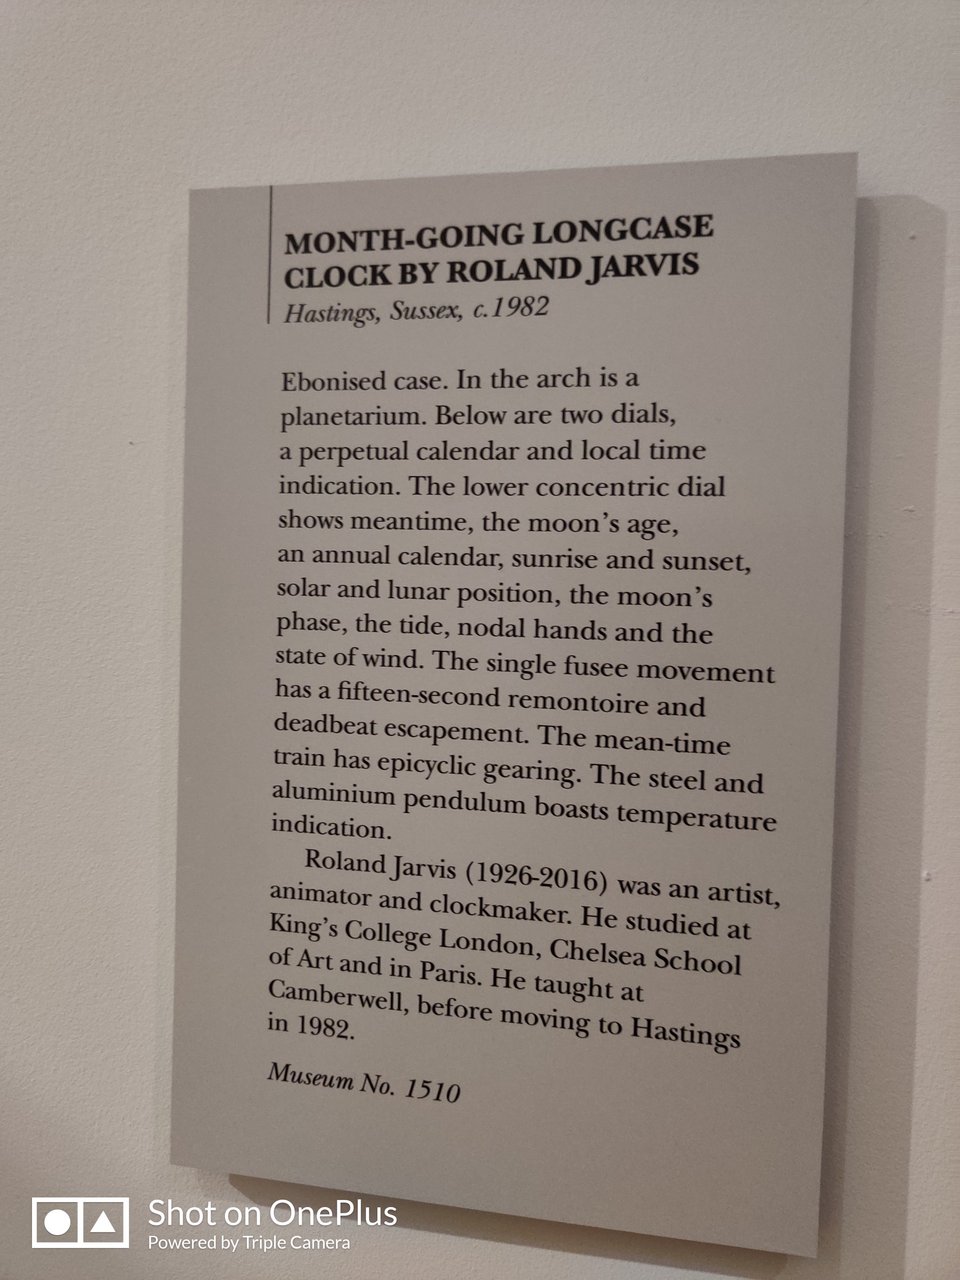 MONTH-GOING LONGCASE
CLOCK BY ROLAND JARVIS
Hastings, Sussex, c.1982
Ebonised case. In the arch is a
planetarium. Below are two dials,
a perpetual calendar and local time
indication. The lower concentric dial
shows meantime, the moon's age,
an annual calendar, sunrise and sunset,
solar and lunar position, the moon's
phase, the tide, nodal hands and the
state of wind. The single fusee movement
has a fifteen-second remontoire and
deadbeat escapement. The mean-time
train has epicyclic gearing. The steel and
aluminium pendulum boasts temperature
indication.
Roland Jarvis (1926-2016) was an artist,
animator and clockmaker. He studied at
King's College London, Chelsea School
of Art and in Paris. He taught at
Camberwell, before moving to Hastings
in 1982.
Museum No. 1510
Shot on OnePlus
Powered by Triple Camera